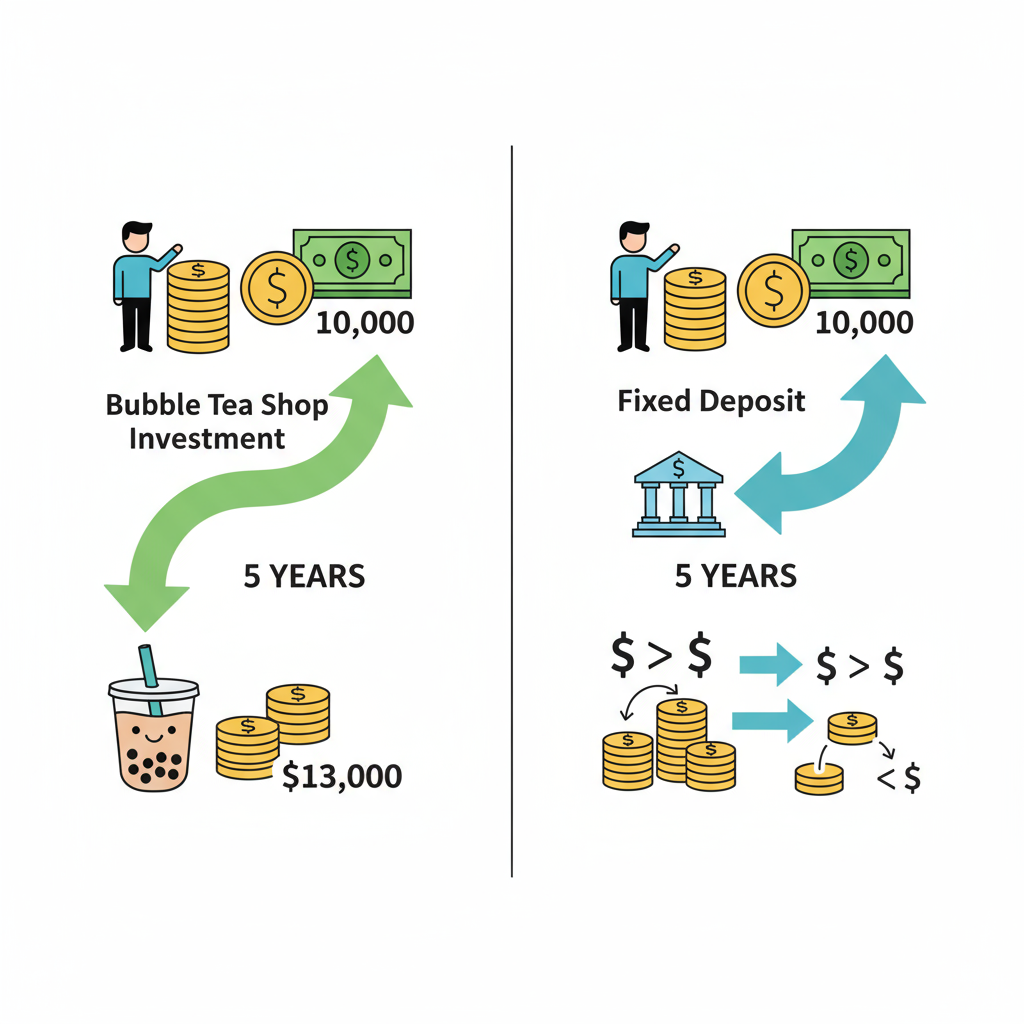 10,000
Bubble Tea Shop
Investment
5 YEARS
$13,000
10,000
Fixed Deposit
5 YEARS
$ > $
$ > $
< $